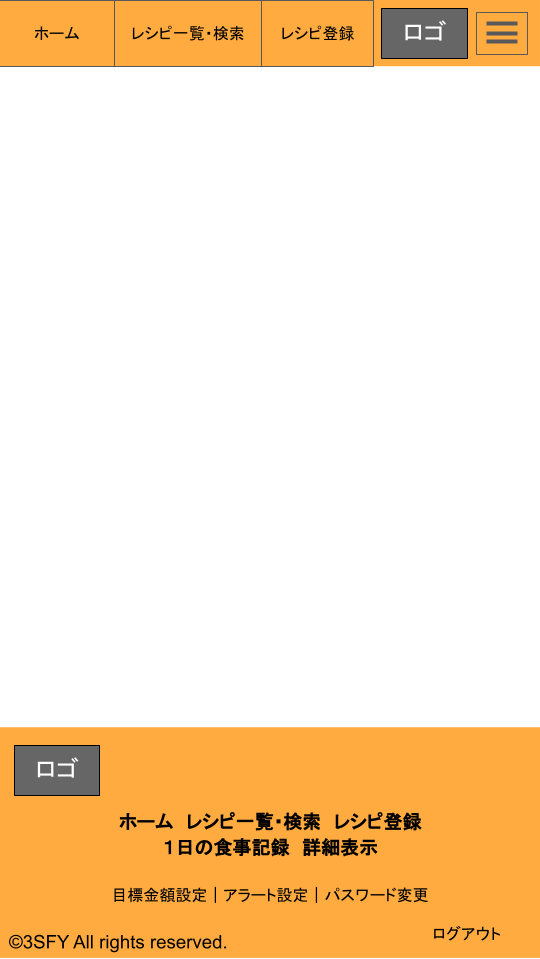 ホーム レシピ一覧・検索 レシピ登録 ロゴ
ロゴ
ホーム レシピ一覧・検索 レシピ登録
１日の食事記録 詳細表示
目標金額設定｜アラート設定｜パスワード変更
ログアウト
©3SFY All rights reserved.